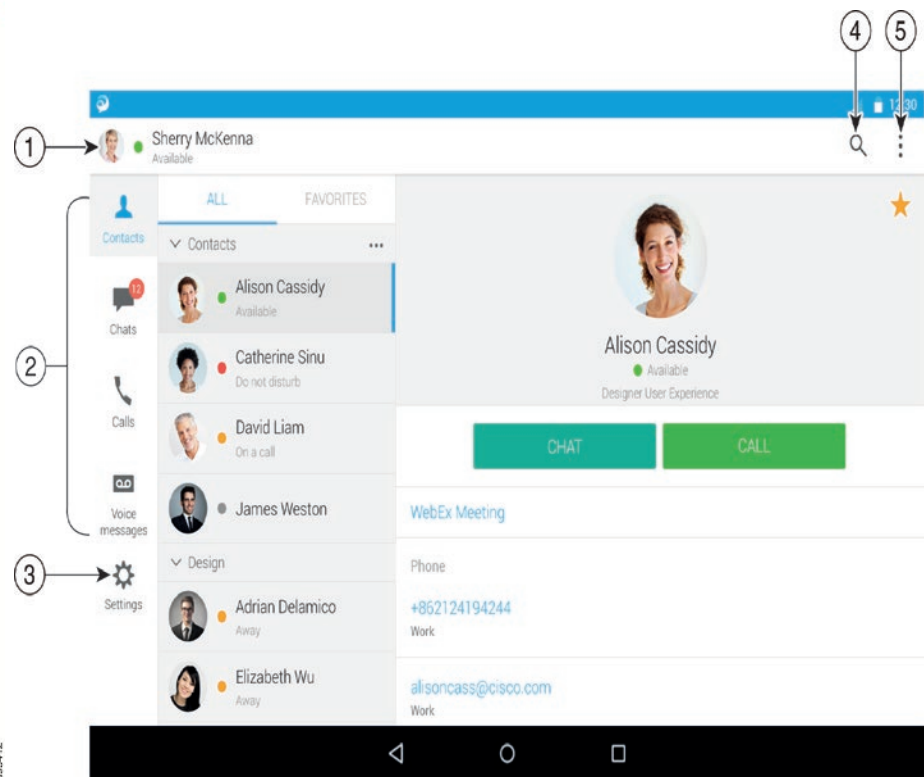 4 5
12:30
1 Sherry McKenna
Available
ALL FAVORITES
Contacts
Contacts
Alison Cassidy
Available
12
Chats
Catherine Sinu
Do not disturb
2
Calls
David Liam
On a call
Voice
messages
James Weston
Design
3
Settings
Adrian Delamico
Away
Elizabeth Wu
Away
Alison Cassidy
Available
Designer User Experience
CHAT CALL
WebEx Meeting
Phone
+862124194244
Work
alisoncass@cisco.com
Work